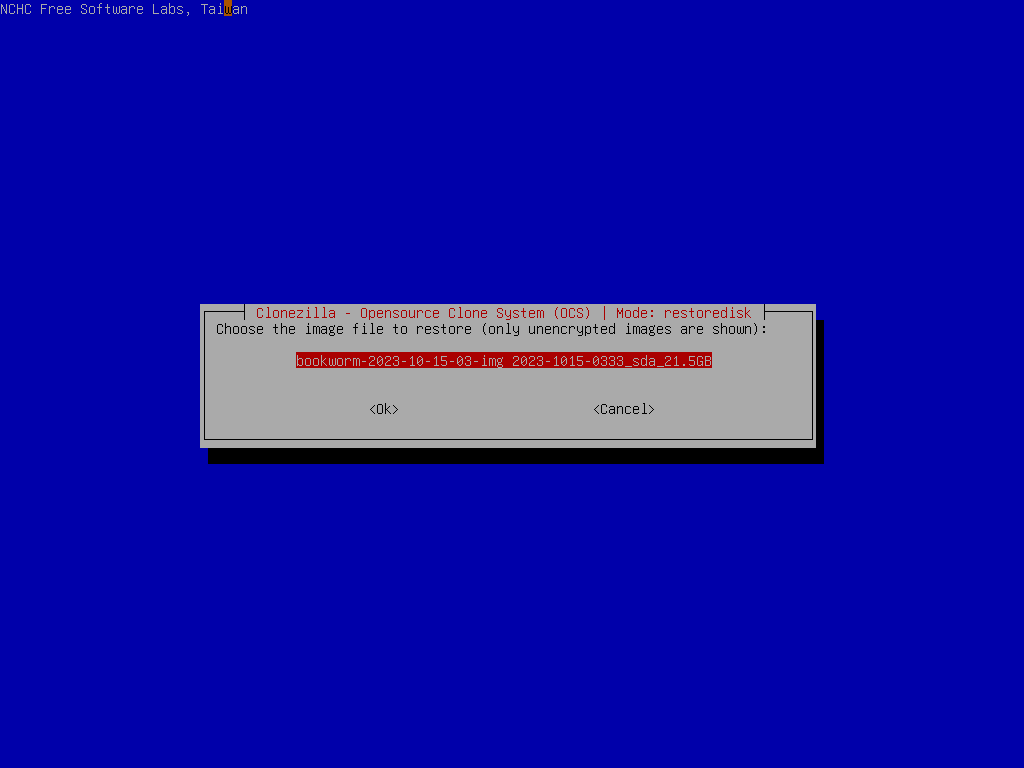 NCHC Free Software Labs, Taiwan
Clonezilla - Opensource Clone System (OCS) | Mode: restoredisk
Choose the image file to restore (only unencrypted images are shown):
bookworm-2023-10-15-03-img 2023-1015-0333_sda_21.5GB
<Ok> <Cancel>